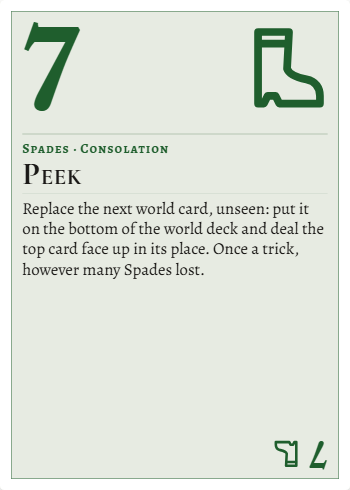 7
Spades · Consolation
Peek
Replace the next world card, unseen: put it
on the bottom of the world deck and deal the
top card face up in its place. Once a trick,
however many Spades lost.
7